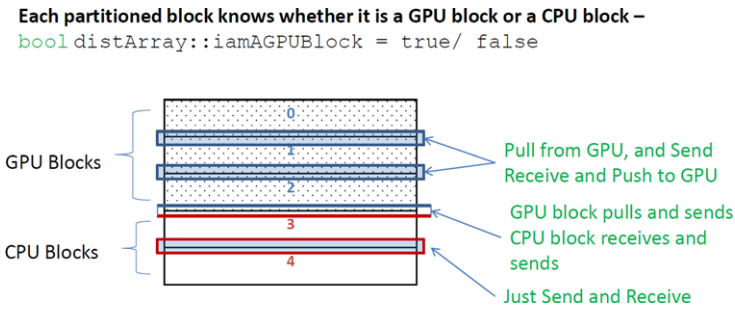 Each partitioned block knows whether it is a GPU block or a CPU block –
bool distArray::iamAGPUBlock = true/ false
0
1
2
3
4
GPU Blocks
CPU Blocks
Pull from GPU, and Send
Receive and Push to GPU
GPU block pulls and sends
CPU block receives and
sends
Just Send and Receive